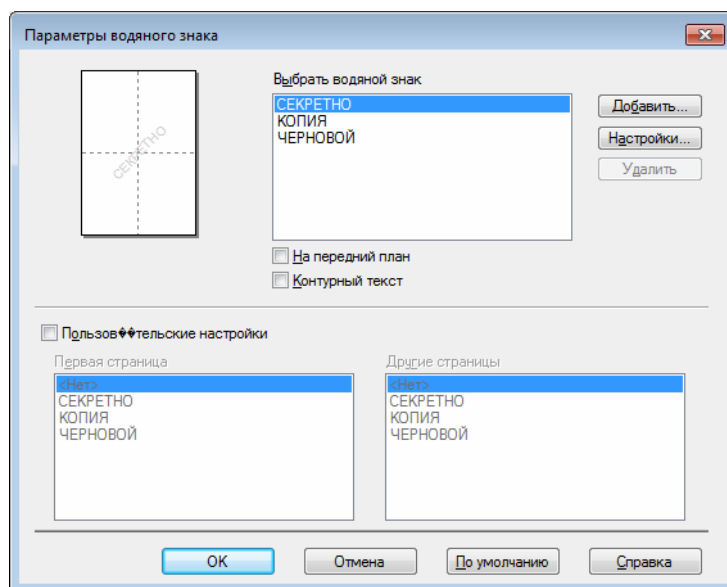 Параметры водяного знака
Выбрать водяной знак
СЕКРЕТНО
КОПИЯ
ЧЕРНОВОЙ
Добавить...
Настройки...
Удалить
СЕКРЕТНО
На передний план
Контурный текст
Пользов��тельские настройки
Первая страница
<Нет>
СЕКРЕТНО
КОПИЯ
ЧЕРНОВОЙ
Другие страницы
<Нет>
СЕКРЕТНО
КОПИЯ
ЧЕРНОВОЙ
OK
Отмена
По умолчанию
Справка